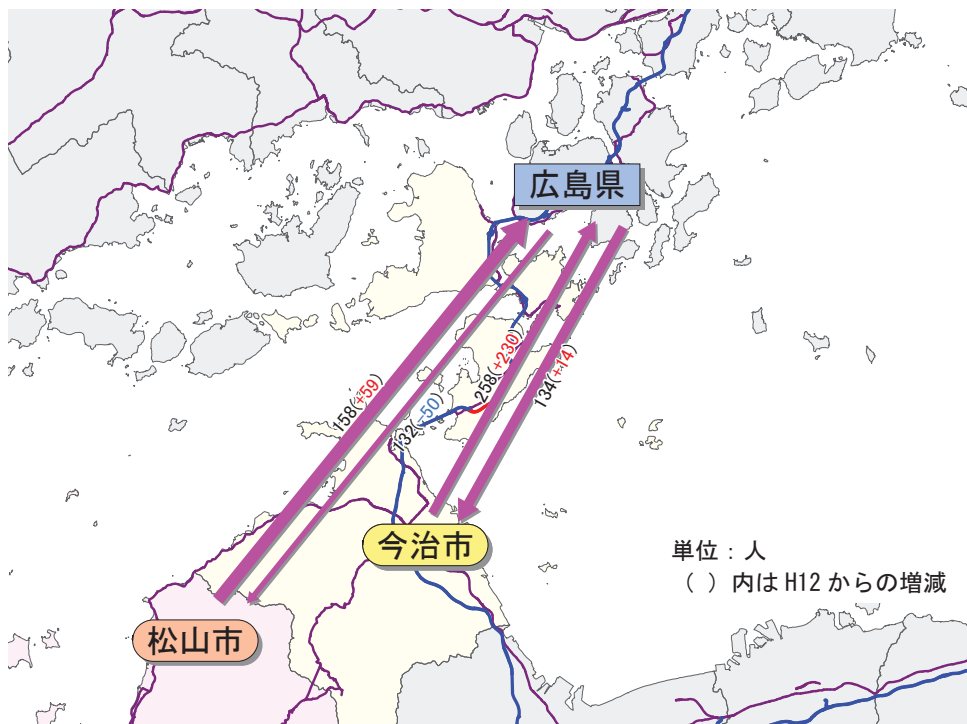 広島県
158(+59)
132(-50)
258(+230)
134(+14)
今治市
単位：人
（ ）内はH12からの増減
松山市